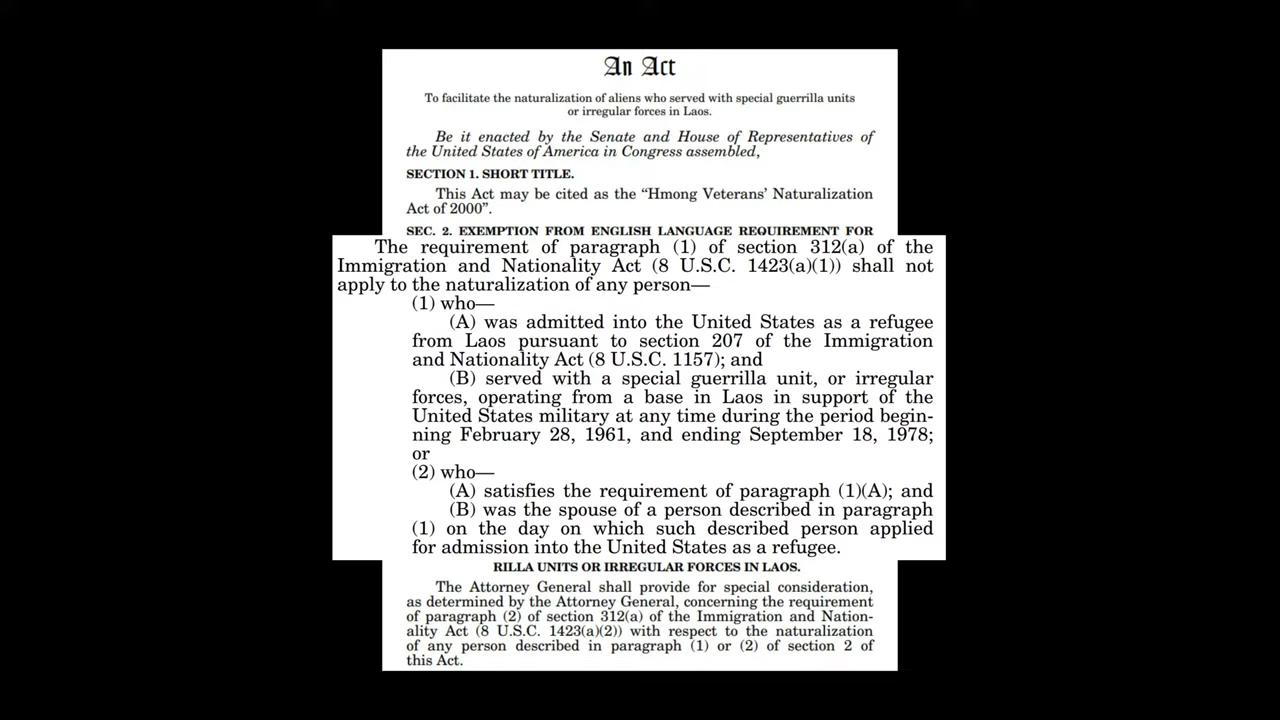 An Act
To facilitate the naturalization of aliens who served with special guerrilla units
or irregular forces in Laos.
Be it enacted by the Senate and House of Representatives of
the United States of America in Congress assembled,
SECTION 1. SHORT TITLE.
This Act may be cited as the “Hmong Veterans’ Naturalization
Act of 2000”.
SEC. 2. EXEMPTION FROM ENGLISH LANGUAGE REQUIREMENT FOR
The requirement of paragraph (1) of section 312(a) of the
Immigration and Nationality Act (8 U.S.C. 1423(a)(1)) shall not
apply to the naturalization of any person—
(1) who—
(A) was admitted into the United States as a refugee
from Laos pursuant to section 207 of the Immigration
and Nationality Act (8 U.S.C. 1157); and
(B) served with a special guerrilla unit, or irregular
forces, operating from a base in Laos in support of the
United States military at any time during the period begin-
ning February 28, 1961, and ending September 18, 1978;
or
(2) who—
(A) satisfies the requirement of paragraph (1)(A); and
(B) was the spouse of a person described in paragraph
(1) on the day on which such described person applied
for admission into the United States as a refugee.
RILLA UNITS OR IRREGULAR FORCES IN LAOS.
The Attorney General shall provide for special consideration,
as determined by the Attorney General, concerning the requirement
of paragraph (2) of section 312(a) of the Immigration and Nation-
ality Act (8 U.S.C. 1423(a)(2)) with respect to the naturalization
of any person described in paragraph (1) or (2) of section 2 of
this Act.